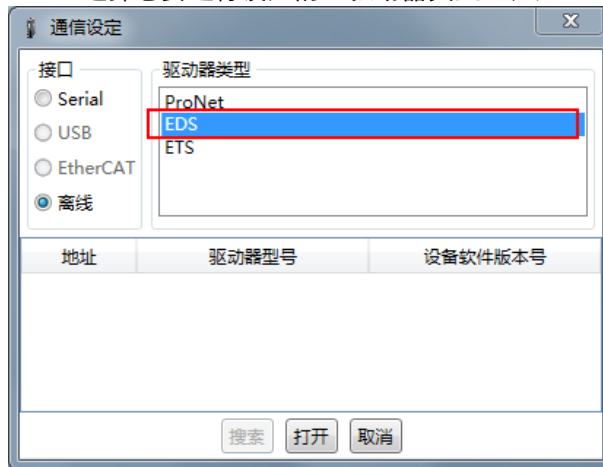 通信设定
接口
驱动器类型
Serial
USB
EtherCAT
离线
ProNet
EDS
ETS
地址 驱动器型号 设备软件版本号
搜索 打开 取消